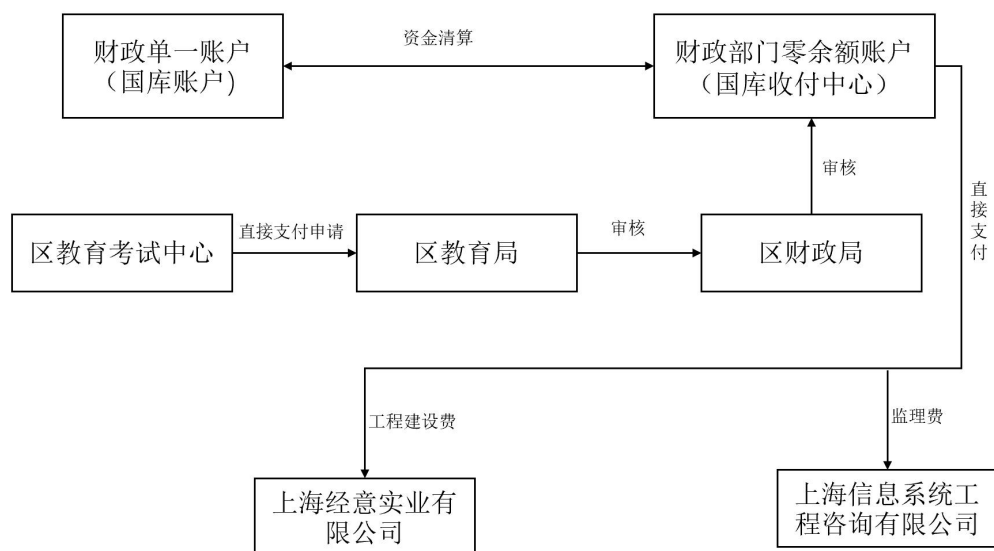 财政单一账户
（国库账户)
资金清算
财政部门零余额账户
（国库收付中心）
审核
直接支付
区教育考试中心
直接支付申请
区教育局
审核
区财政局
工程建设费
监理费
上海经意实业有
限公司
上海信息系统工
程咨询有限公司